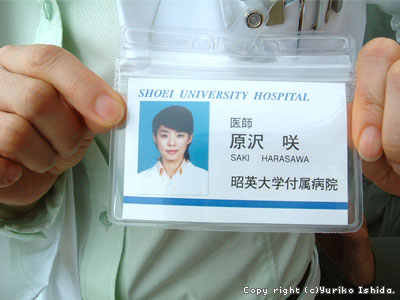 SHOEI UNIVERSITY HOSPITAL
医師
原沢 咲
SAKI HARASAWA
昭英大学付属病院
Copy right (c)Yuriko Ishida.